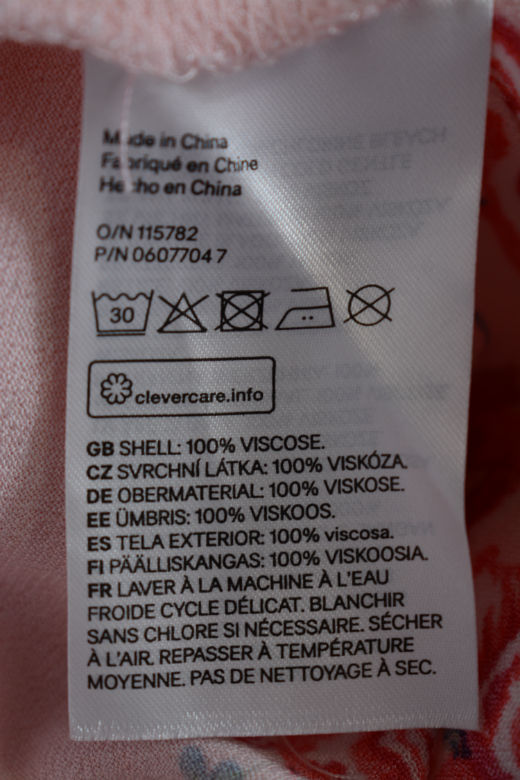 Made in China
Fabriqué en Chine
Hecho en China
O/N 115782
P/N 0607704 7
30
clevercare.info
GB SHELL: 100% VISCOSE.
CZ SVRCHNÍ LÁTKA: 100% VISKÓZA.
DE OBERMATERIAL: 100% VISKOSE.
EE ÜMBRIS: 100% VISKOOS.
ES TELA EXTERIOR: 100% viscosa.
FI PÄÄLLISKANGAS: 100% VISKOOSIA.
FR LAVER À LA MACHINE À L'EAU
FROIDE CYCLE DÉLICAT. BLANCHIR
SANS CHLORE SI NÉCESSAIRE. SÉCHER
À L'AIR. REPASSER À TEMPÉRATURE
MOYENNE. PAS DE NETTOYAGE À SEC.